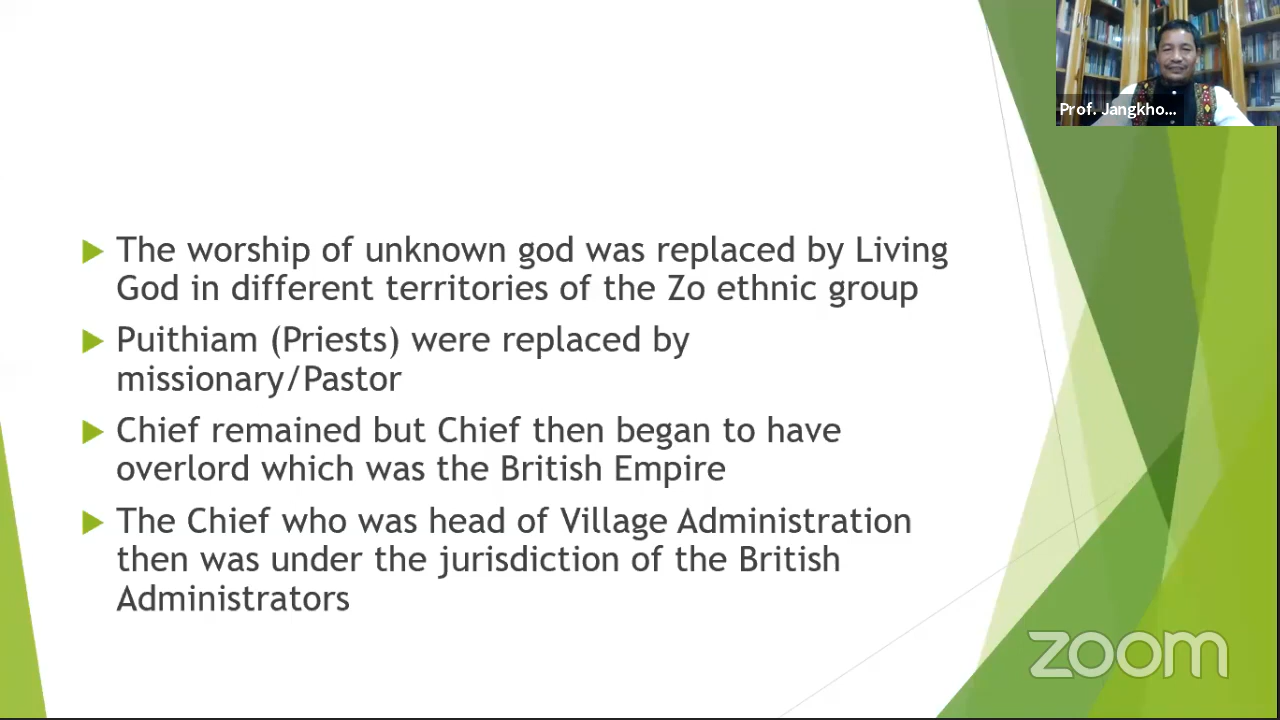 Prof. Jangkho...
The worship of unknown god was replaced by Living
God in different territories of the Zo ethnic group
Puithiam (Priests) were replaced by
missionary/Pastor
Chief remained but Chief then began to have
overlord which was the British Empire
The Chief who was head of Village Administration
then was under the jurisdiction of the British
Administrators
zoom